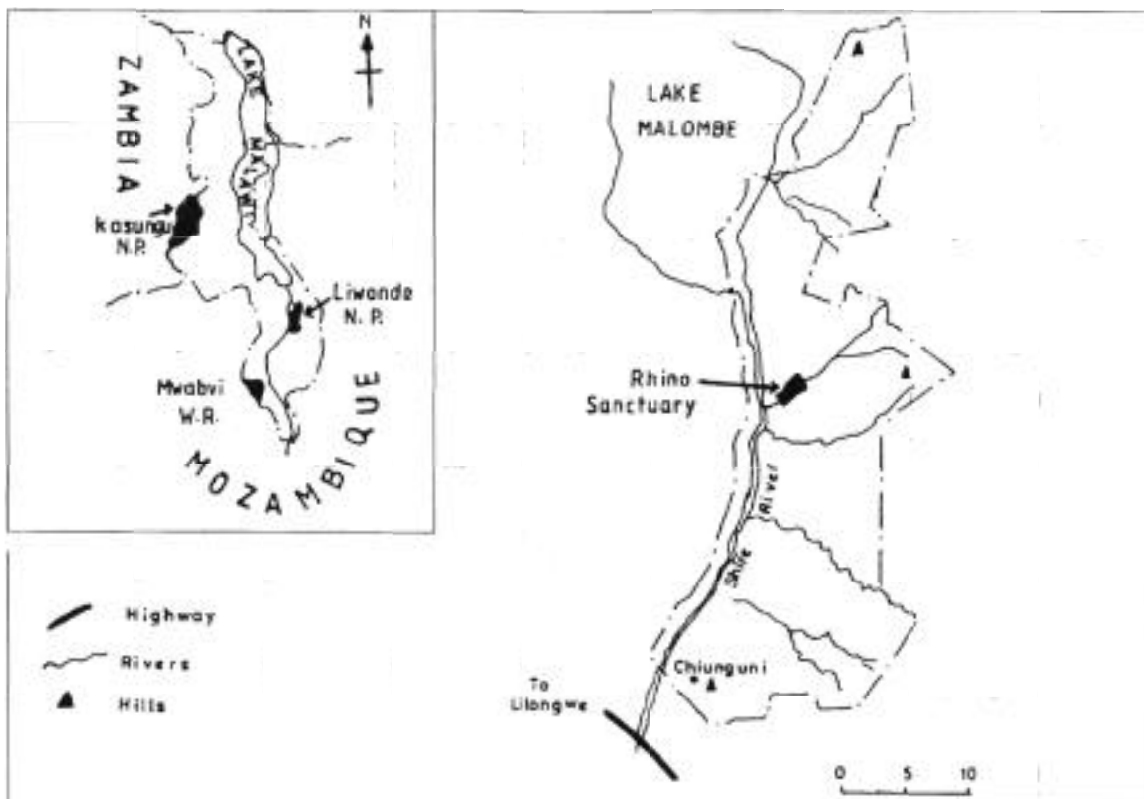 N
ZAMBIA
LAKE MALAWI
Kasungu
N.P.
Liwonde
N. P.
Mwabvi
W.R.
MOZAMBIQUE
Highway
Rivers
Hills
LAKE
MALOMBE
Rhino
Sanctuary
Shire River
Chiunguni
To
Lilongwe
0 5 10